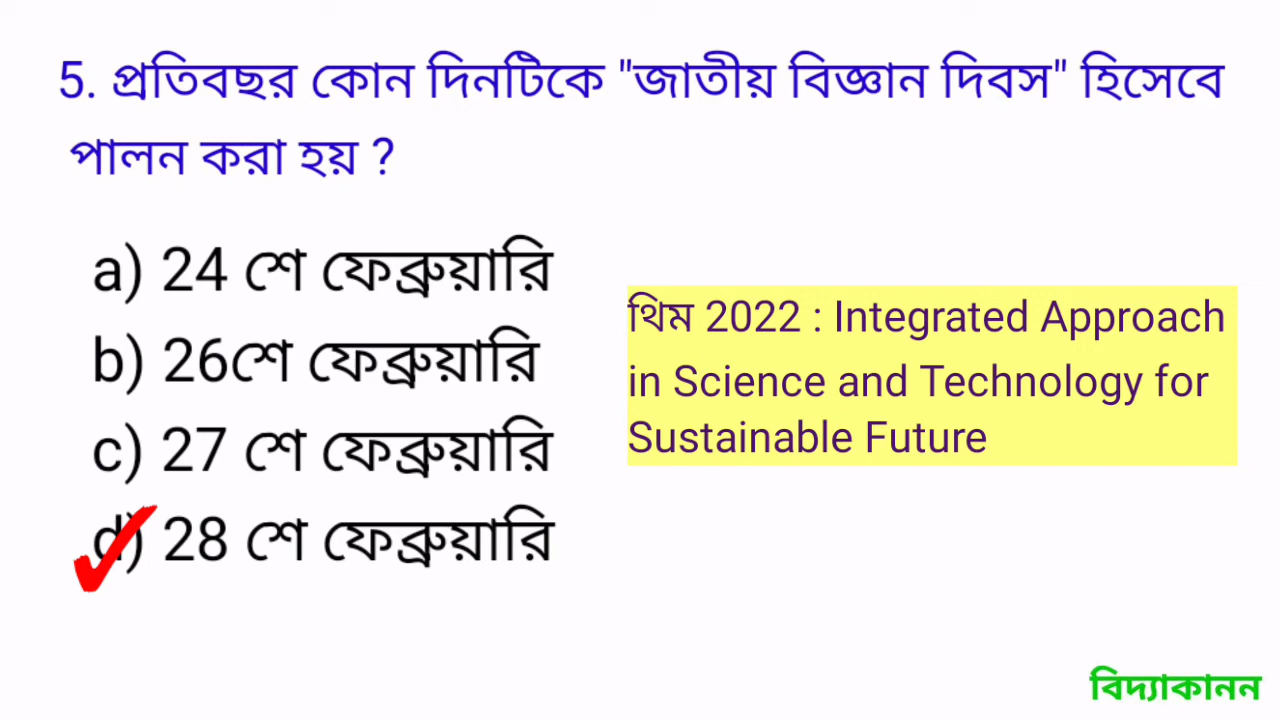 5. প্রতিবছর কোন দিনটিকে "জাতীয় বিজ্ঞান দিবস" হিসেবে
পালন করা হয় ?
a) 24 শে ফেব্রুয়ারি
b) 26শে ফেব্রুয়ারি
c) 27 শে ফেব্রুয়ারি
d) 28 শে ফেব্রুয়ারি
থিম 2022 : Integrated Approach
in Science and Technology for
Sustainable Future
বিদ্যাকানন